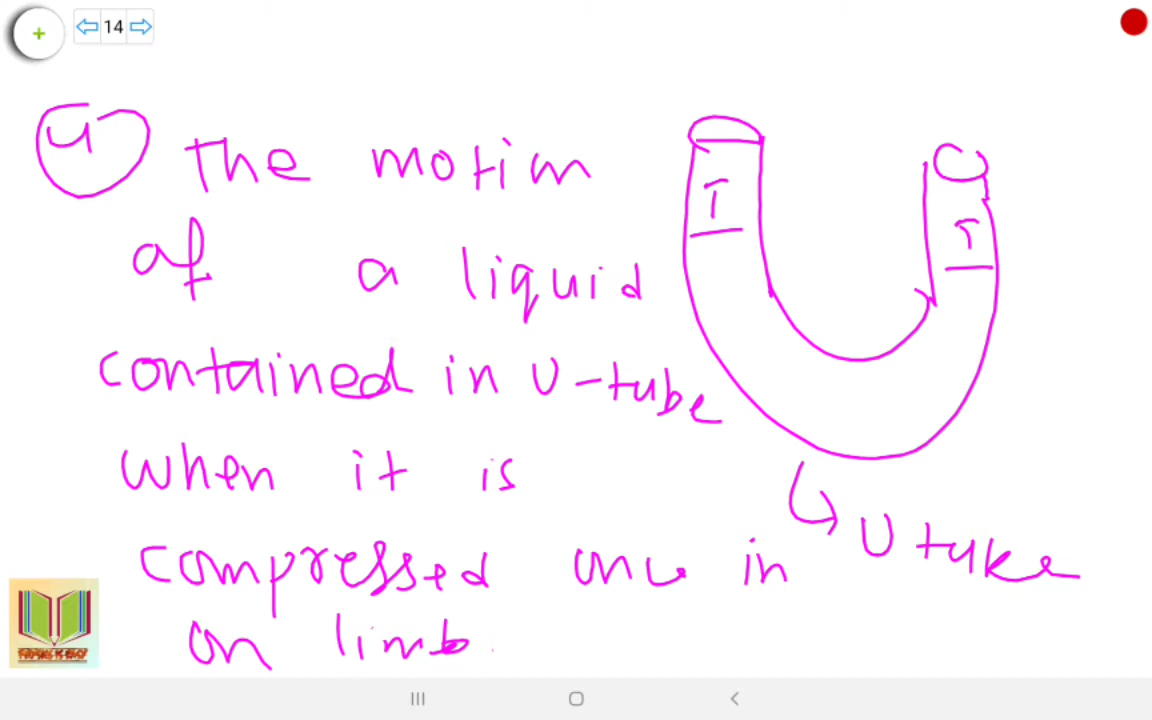 14
4 The motion
of a liquid
contained in U-tube
when it is
compressed once in
on limb.
T
T
U tube